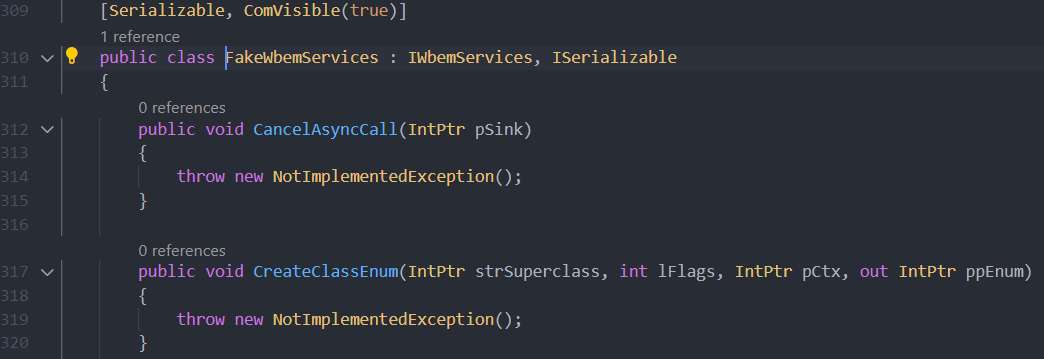 309 [Serializable, ComVisible(true)]
1 reference
310 public class FakeWbemServices : IWbemServices, ISerializable
311 {
0 references
312 public void CancelAsyncCall(IntPtr pSink)
313 {
314 throw new NotImplementedException();
315 }
316
0 references
317 public void CreateClassEnum(IntPtr strSuperclass, int lFlags, IntPtr pCtx, out IntPtr ppEnum)
318 {
319 throw new NotImplementedException();
320 }